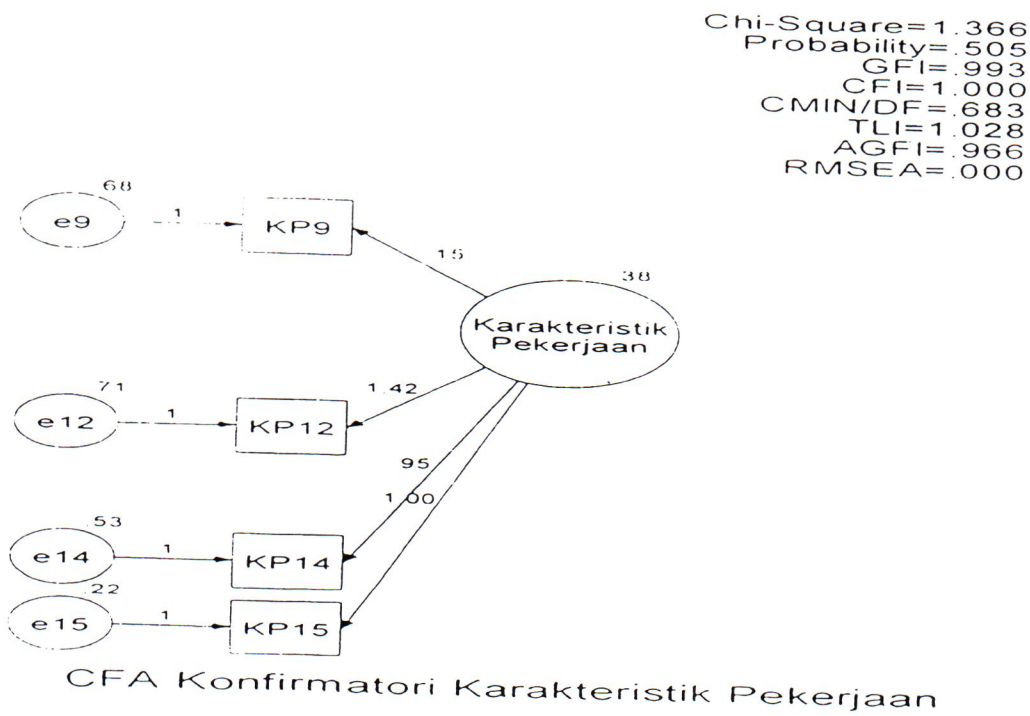 Chi-Square=1.366
Probability=.505
GFI=.993
CFI=1.000
CMIN/DF=.683
TLI=1.028
AGFI=.966
RMSEA=.000
.68
e9
1
KP9
.15
.38
Karakteristik
Pekerjaan
.71
e12
1
KP12
1.42
.95
1.00
.53
e14
1
KP14
.22
e15
1
KP15
CFA Konfirmatori Karakteristik Pekerjaan